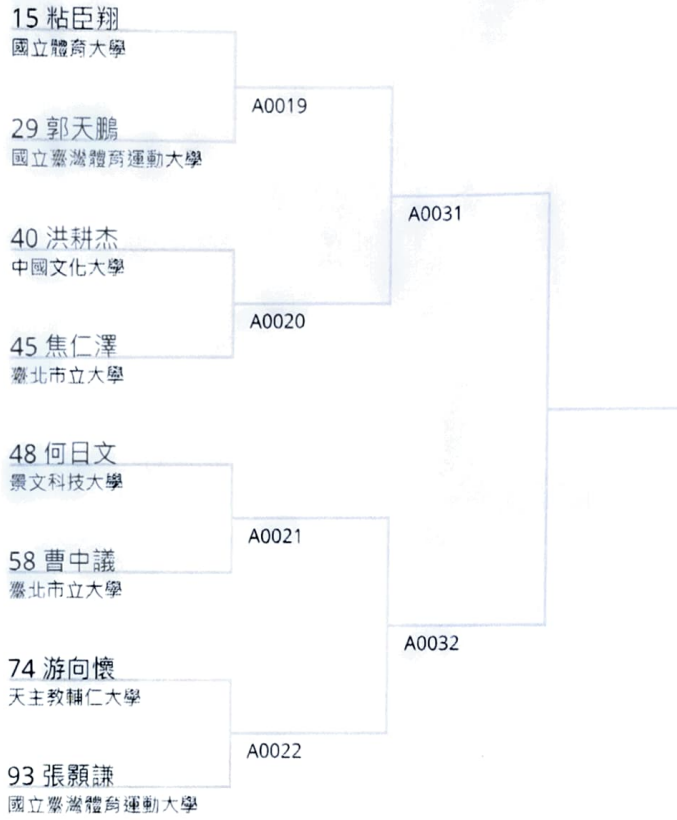 15 粘臣翔
國立體育大學
A0019
29 郭天鵬
國立臺灣體育運動大學
A0031
40 洪耕杰
中國文化大學
A0020
45 焦仁澤
臺北市立大學
48 何日文
景文科技大學
A0021
58 曹中議
臺北市立大學
A0032
74 游向懷
天主教輔仁大學
A0022
93 張顥謙
國立臺灣體育運動大學